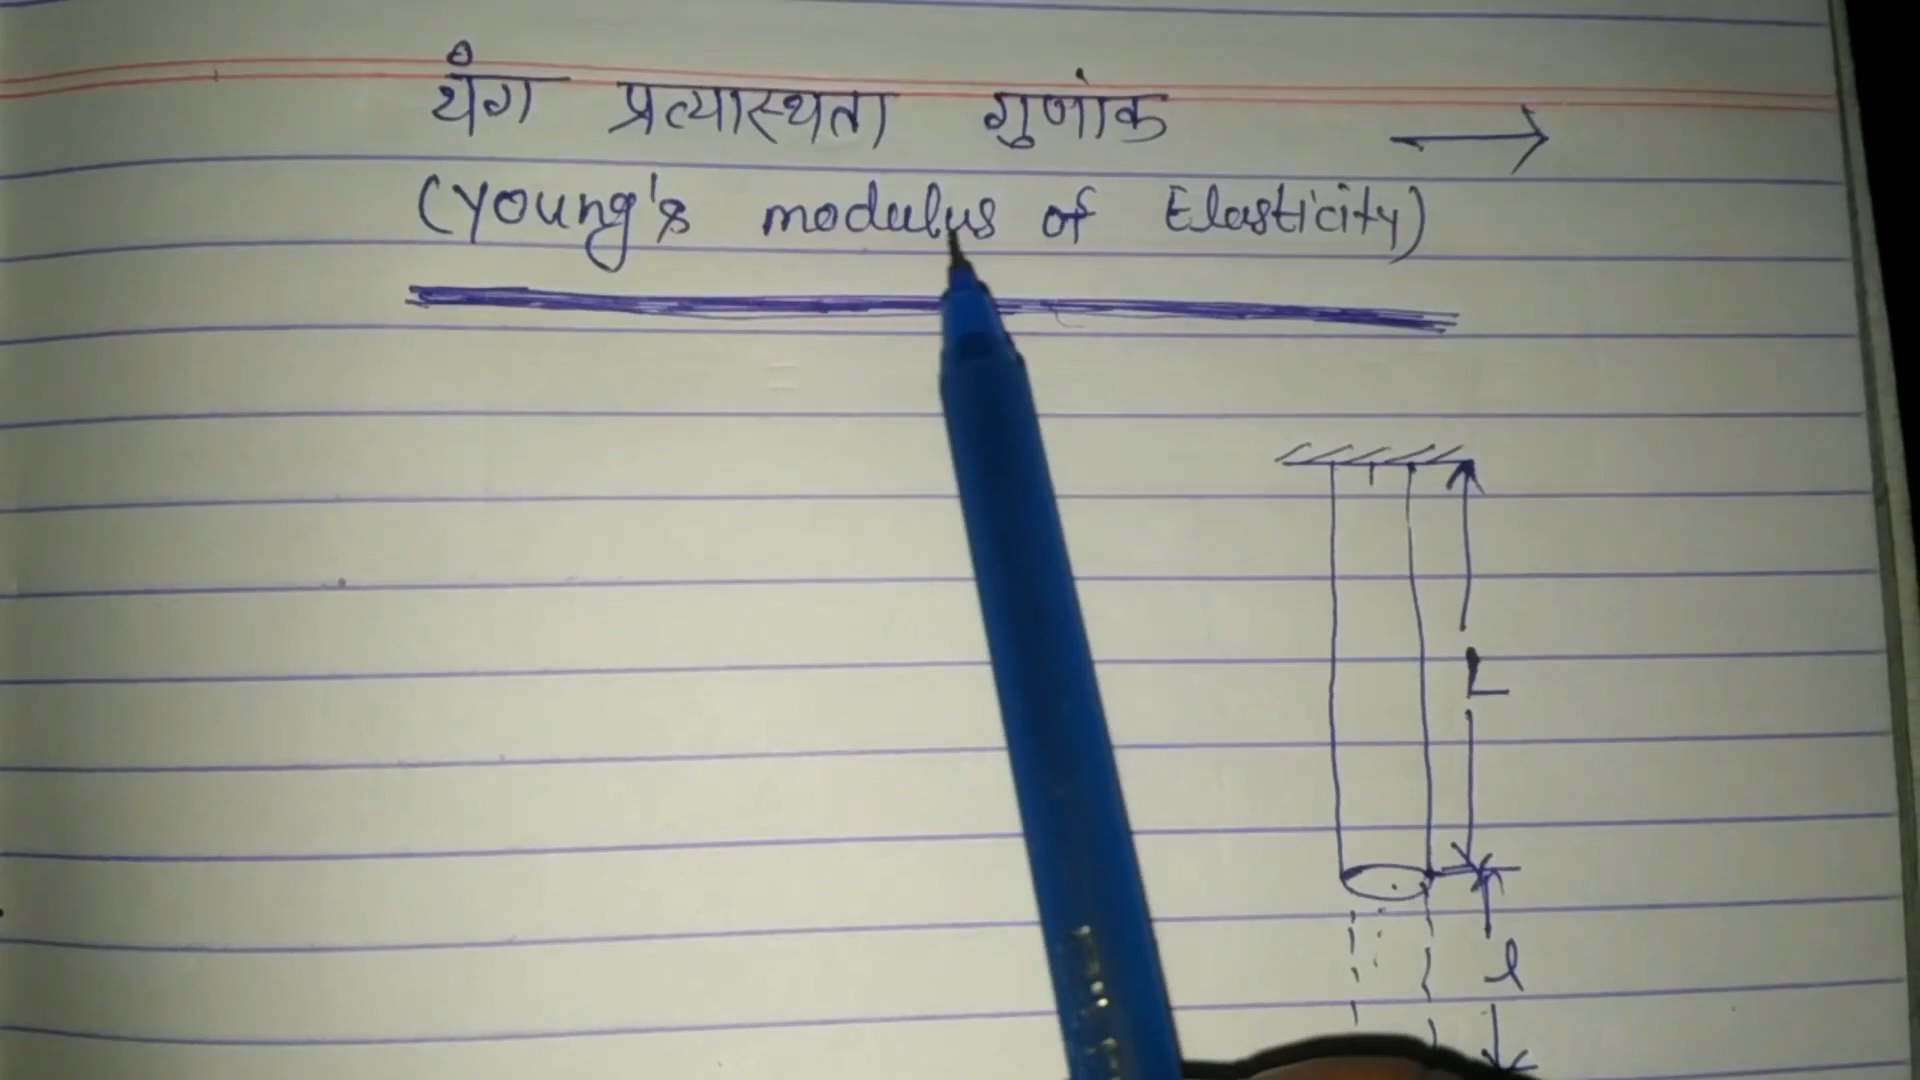 यंग प्रत्यास्थता गुणांक →
(Young's modulus of Elasticity)
L
l